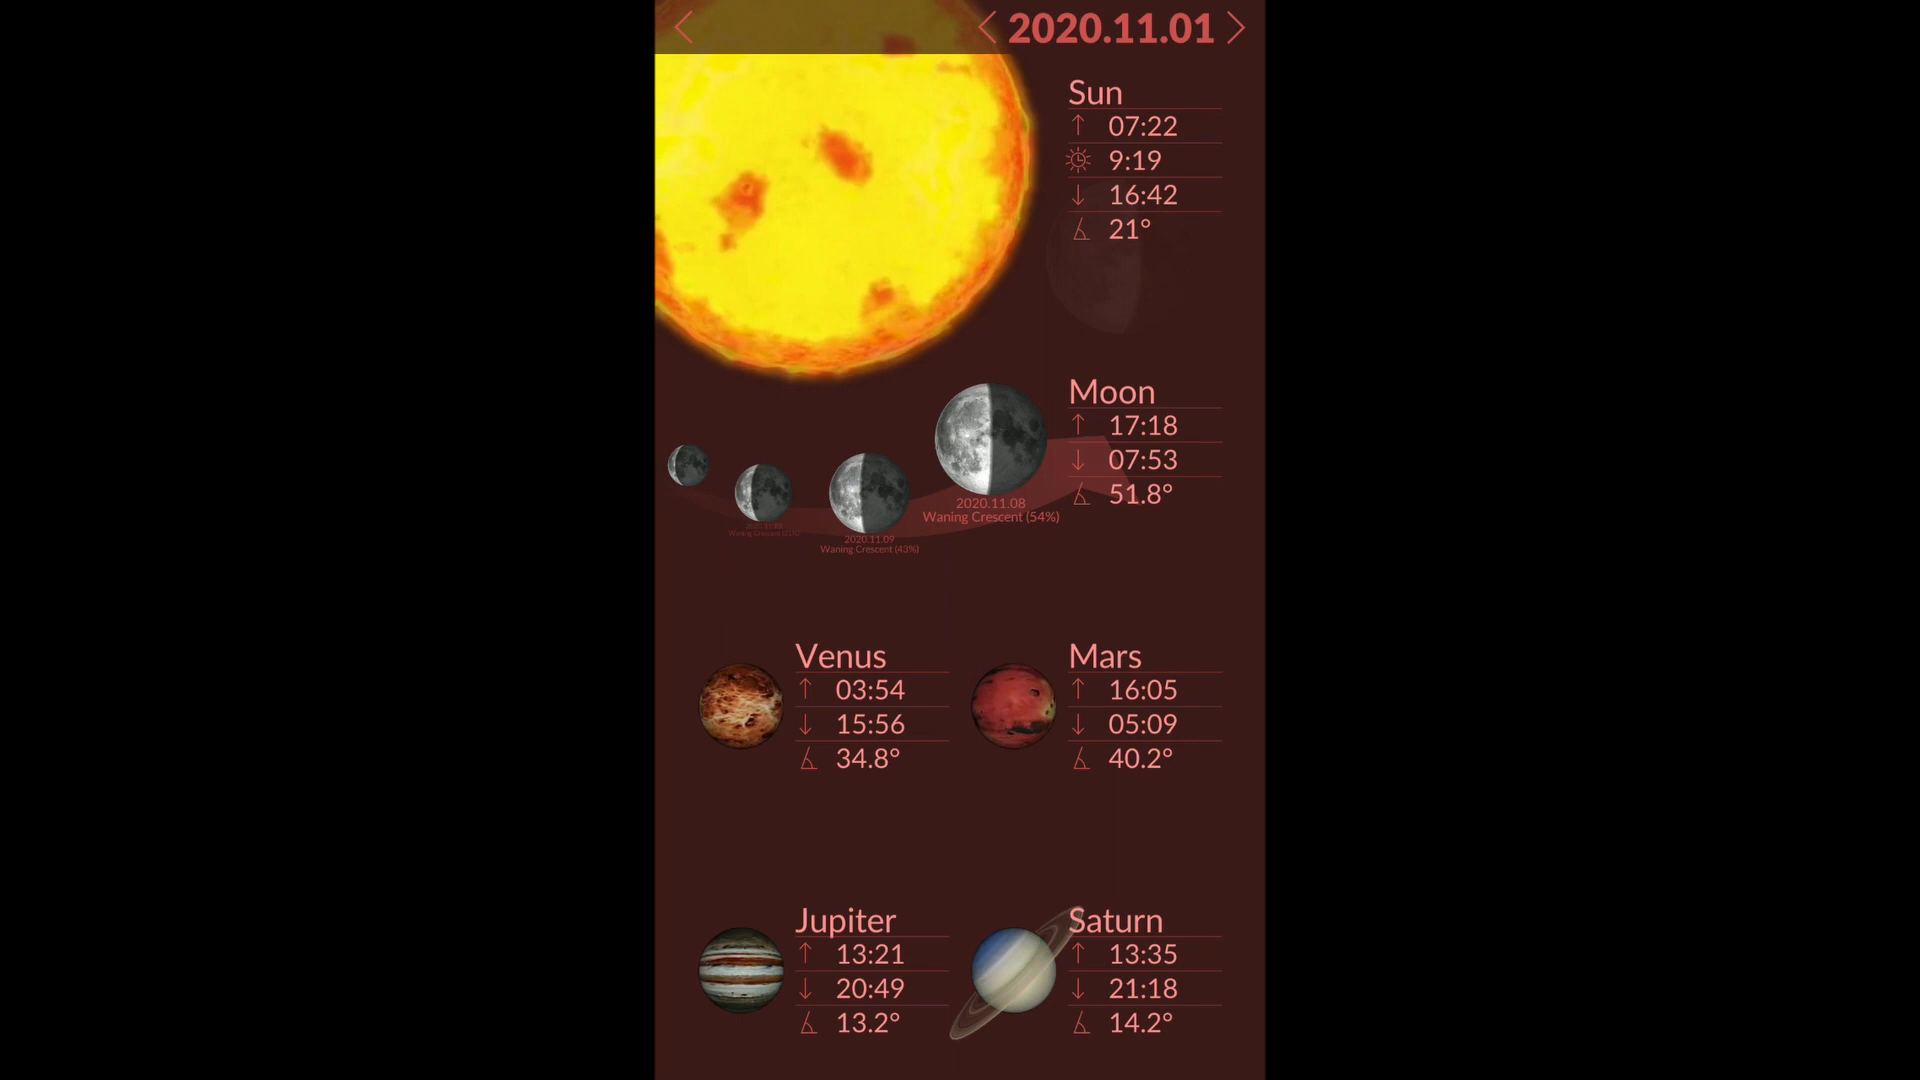 2020.11.01
Sun
07:22
9:19
16:42
21°
Moon
17:18
07:53
51.8°
2020.11.08
Waning Crescent (54%)
2020.11.09
Waning Crescent (43%)
Waning Crescent
Venus
03:54
15:56
34.8°
Mars
16:05
05:09
40.2°
Jupiter
13:21
20:49
13.2°
Saturn
13:35
21:18
14.2°